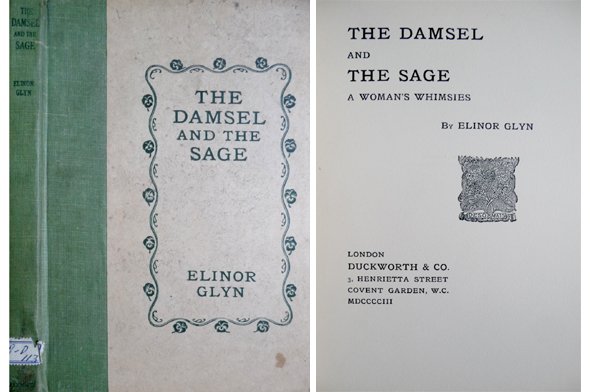 THE
DAMSEL
AND THE
SAGE
ELINOR
GLYN
THE
DAMSEL
AND THE
SAGE
ELINOR
GLYN
THE DAMSEL
AND
THE SAGE
A WOMAN'S WHIMSIES
BY ELINOR GLYN
LONDON
DUCKWORTH & CO.
3, HENRIETTA STREET
COVENT GARDEN, W.C.
MDCCCCIII